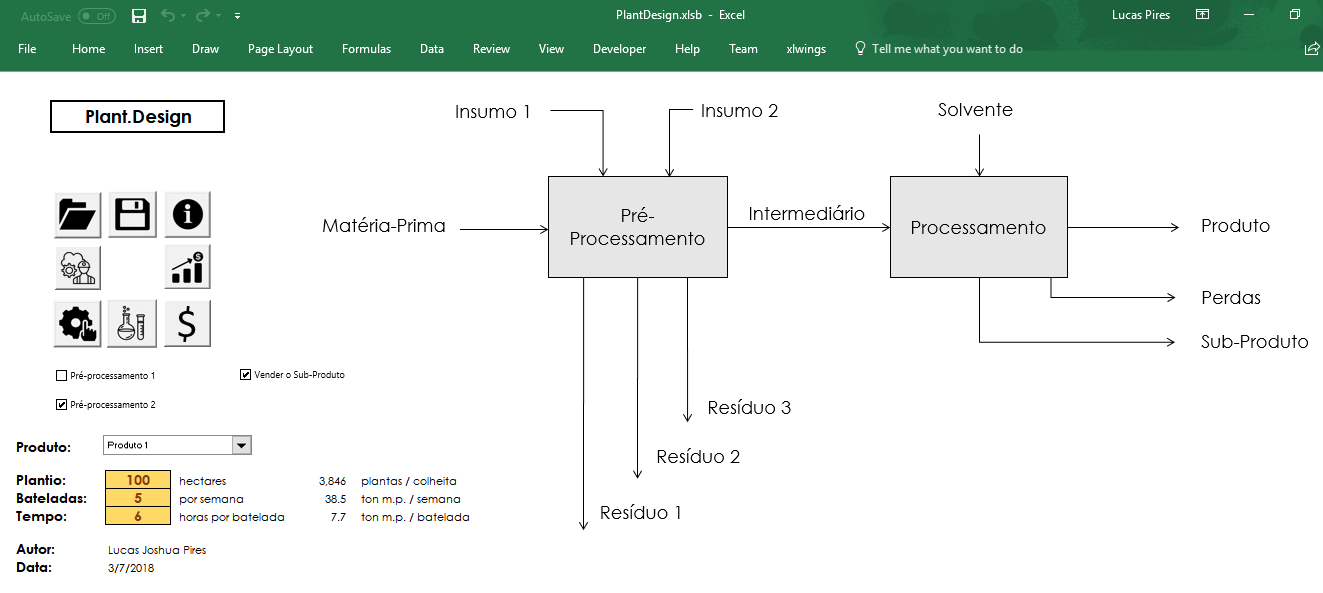 AutoSave Off
PlantDesign.xlsb - Excel
Lucas Pires
File Home Insert Draw Page Layout Formulas Data Review View Developer Help Team xlwings Tell me what you want to do
Plant.Design
Insumo 1
Insumo 2
Solvente
Matéria-Prima
Pré-
Processamento
Intermediário
Processamento
Produto
Perdas
Sub-Produto
Resíduo 3
Resíduo 2
Resíduo 1
$
Pré-processamento 1
Vender o Sub-Produto
Pré-processamento 2
Produto: Produto 1
Plantio: 100 hectares 3,846 plantas / colheita
Bateladas: 5 por semana 38.5 ton m.p. / semana
Tempo: 6 horas por batelada 7.7 ton m.p. / batelada
Autor: Lucas Joshua Pires
Data: 3/7/2018